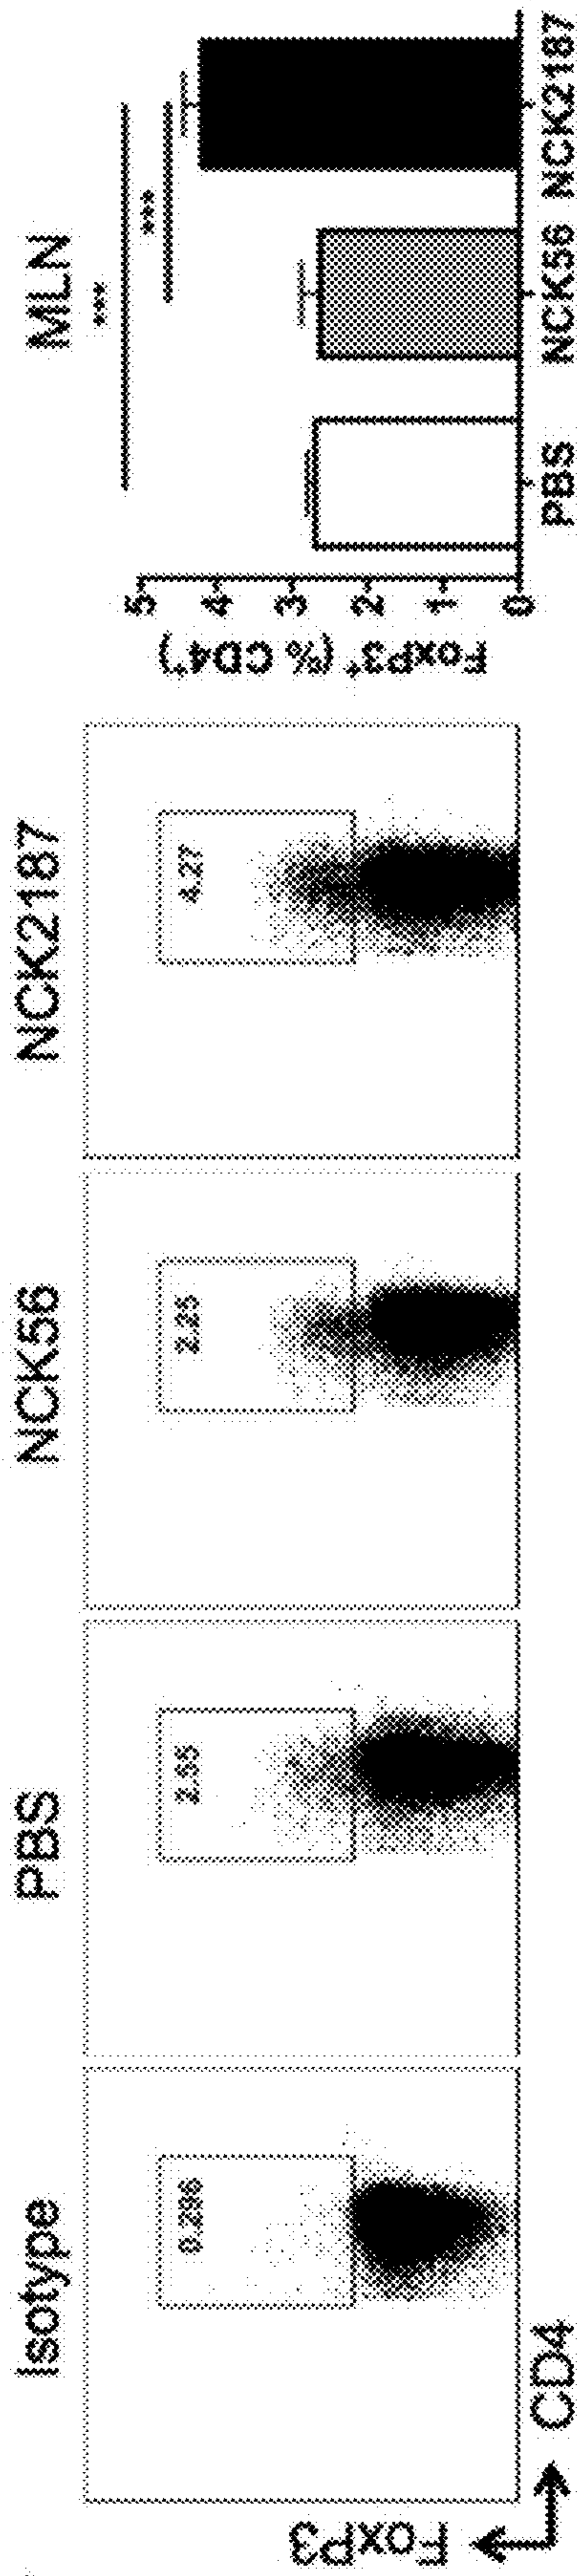 Isotype
PBS
NCK56
NCK2187
0.296
2.55
2.25
4.27
FoxP3
CD4
MLN
***
***
FoxP3⁺ (% CD4⁺)
5
4
3
2
1
0
PBS
NCK56
NCK2187